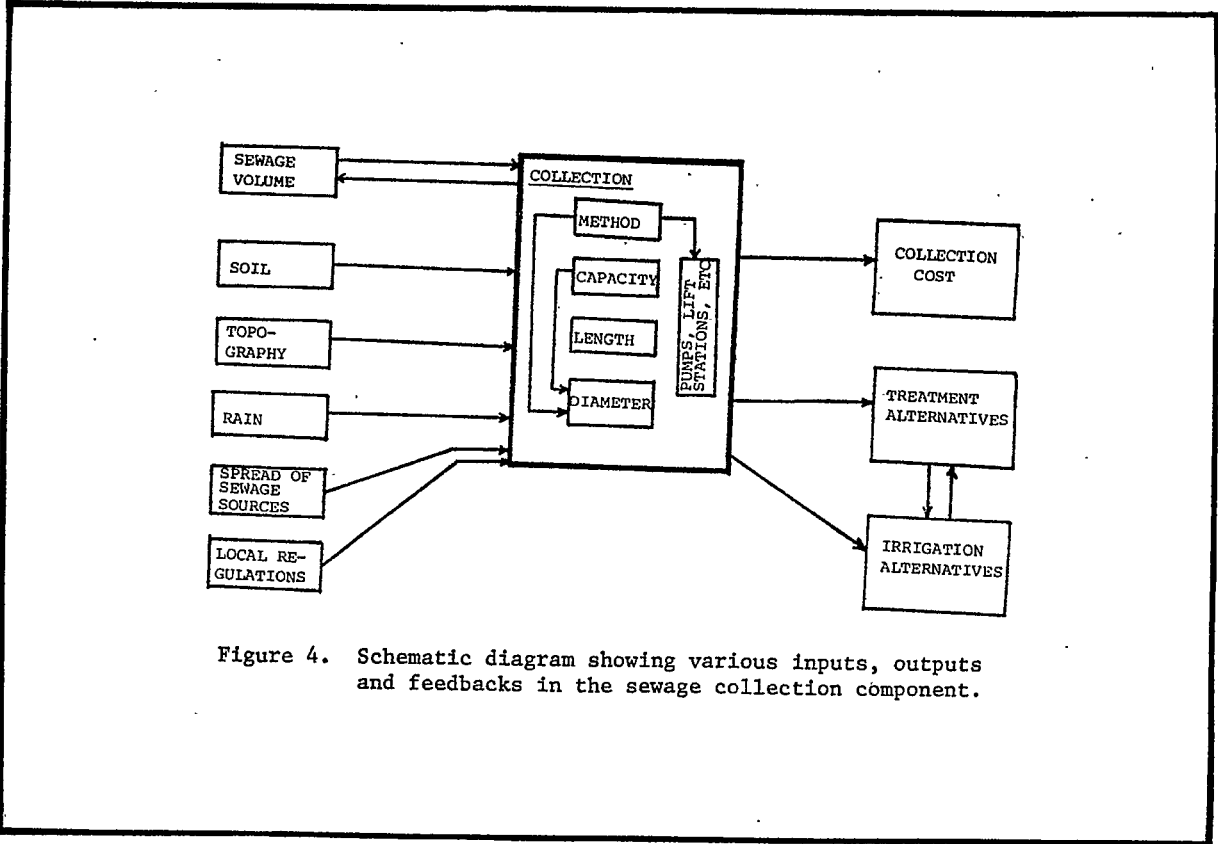 SEWAGE
VOLUME
SOIL
TOPO-
GRAPHY
RAIN
SPREAD OF
SEWAGE
SOURCES
LOCAL RE-
GULATIONS
COLLECTION
METHOD
CAPACITY
LENGTH
DIAMETER
PUMPS, LIFT
STATIONS, ETC
COLLECTION
COST
TREATMENT
ALTERNATIVES
IRRIGATION
ALTERNATIVES
Figure 4. Schematic diagram showing various inputs, outputs
and feedbacks in the sewage collection component.